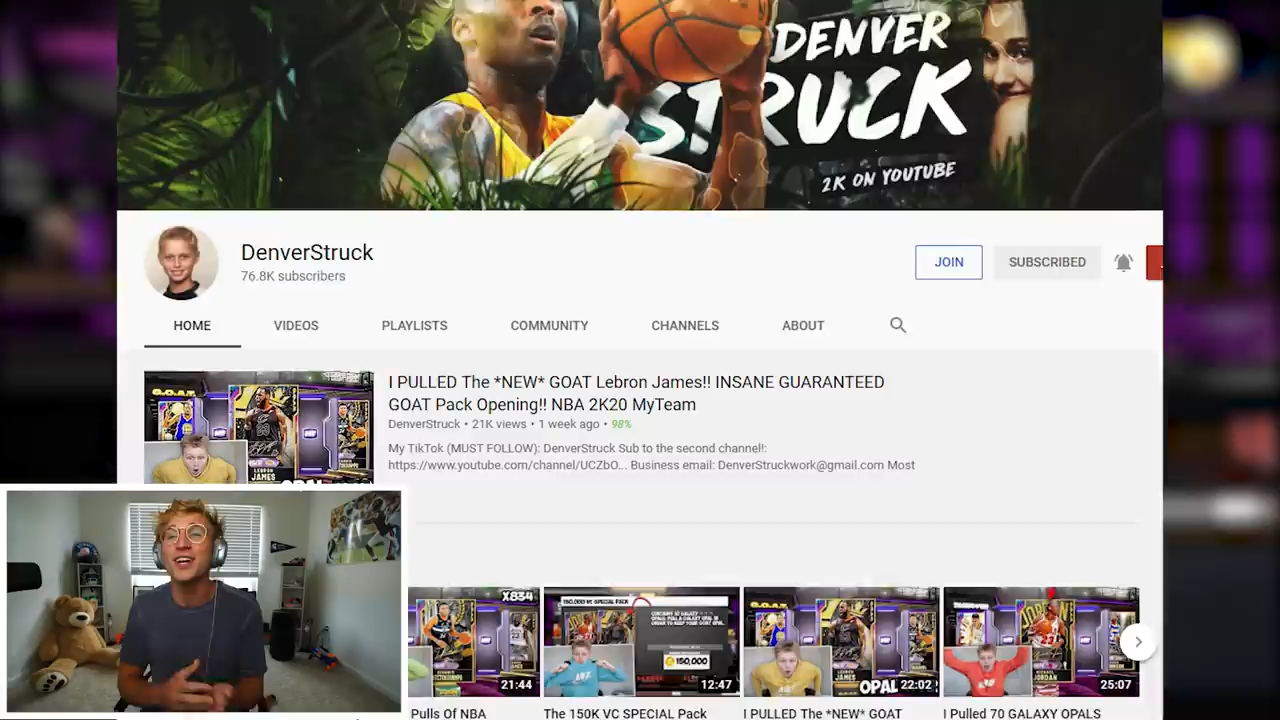 DENVER
STRUCK
2K ON YOUTUBE
DenverStruck
76.8K subscribers
JOIN
SUBSCRIBED
HOME
VIDEOS
PLAYLISTS
COMMUNITY
CHANNELS
ABOUT
I PULLED The *NEW* GOAT Lebron James!! INSANE GUARANTEED
GOAT Pack Opening!! NBA 2K20 MyTeam
DenverStruck • 21K views • 1 week ago • 98%
My TikTok (MUST FOLLOW): DenverStruck Sub to the second channel!:
https://www.youtube.com/channel/UCZbO... Business email: DenverStruckwork@gmail.com Most
G.O.A.T.
LEBRON
JAMES
X834
21:44
150,000
12:47
G.O.A.T.
LEBRON
JAMES
OPAL
22:02
JORDAN
25:07
Pulls Of NBA
The 150K VC SPECIAL Pack
I PULLED The *NEW* GOAT
I Pulled 70 GALAXY OPALS